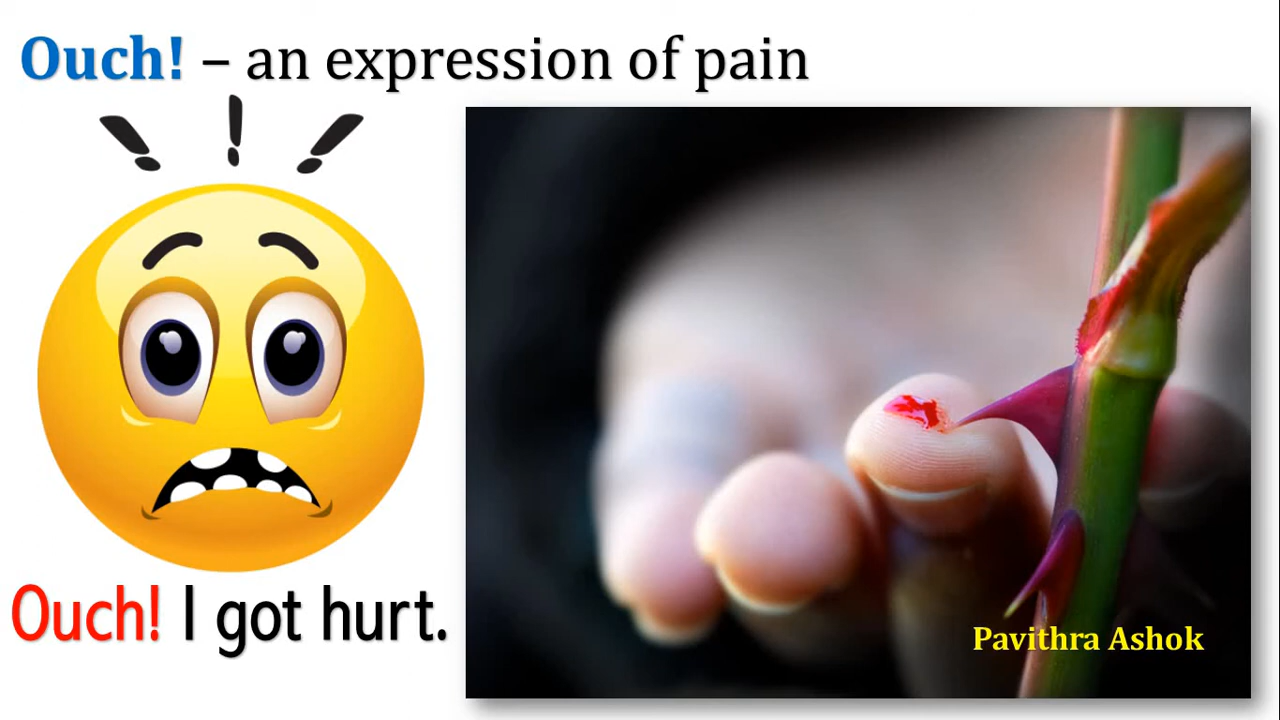 Ouch! – an expression of pain
Ouch! I got hurt.
Pavithra Ashok